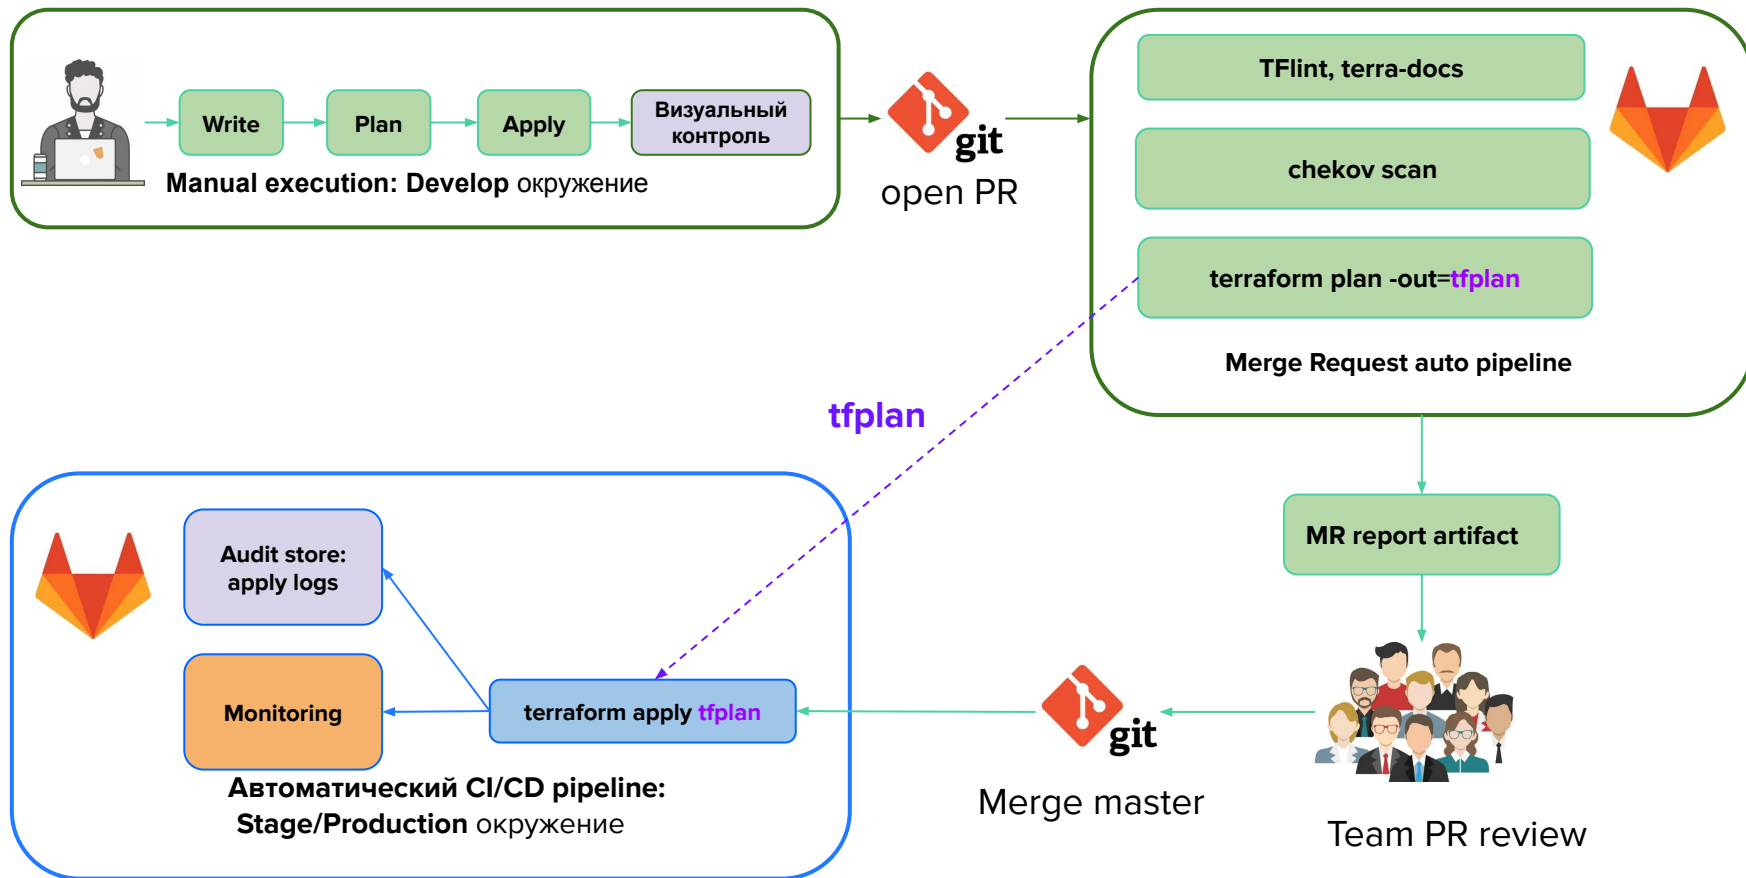 Write
Plan
Apply
Визуальный
контроль
Manual execution: Develop окружение
git
open PR
TFlint, terra-docs
chekov scan
terraform plan -out=tfplan
Merge Request auto pipeline
tfplan
MR report artifact
Team PR review
git
Merge master
terraform apply tfplan
Audit store:
apply logs
Monitoring
Автоматический CI/CD pipeline:
Stage/Production окружение